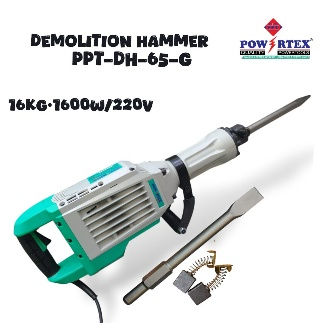 DEMOLITION HAMMER
PPT-DH-65-G
POWERTEX
16KG·1600W/220V